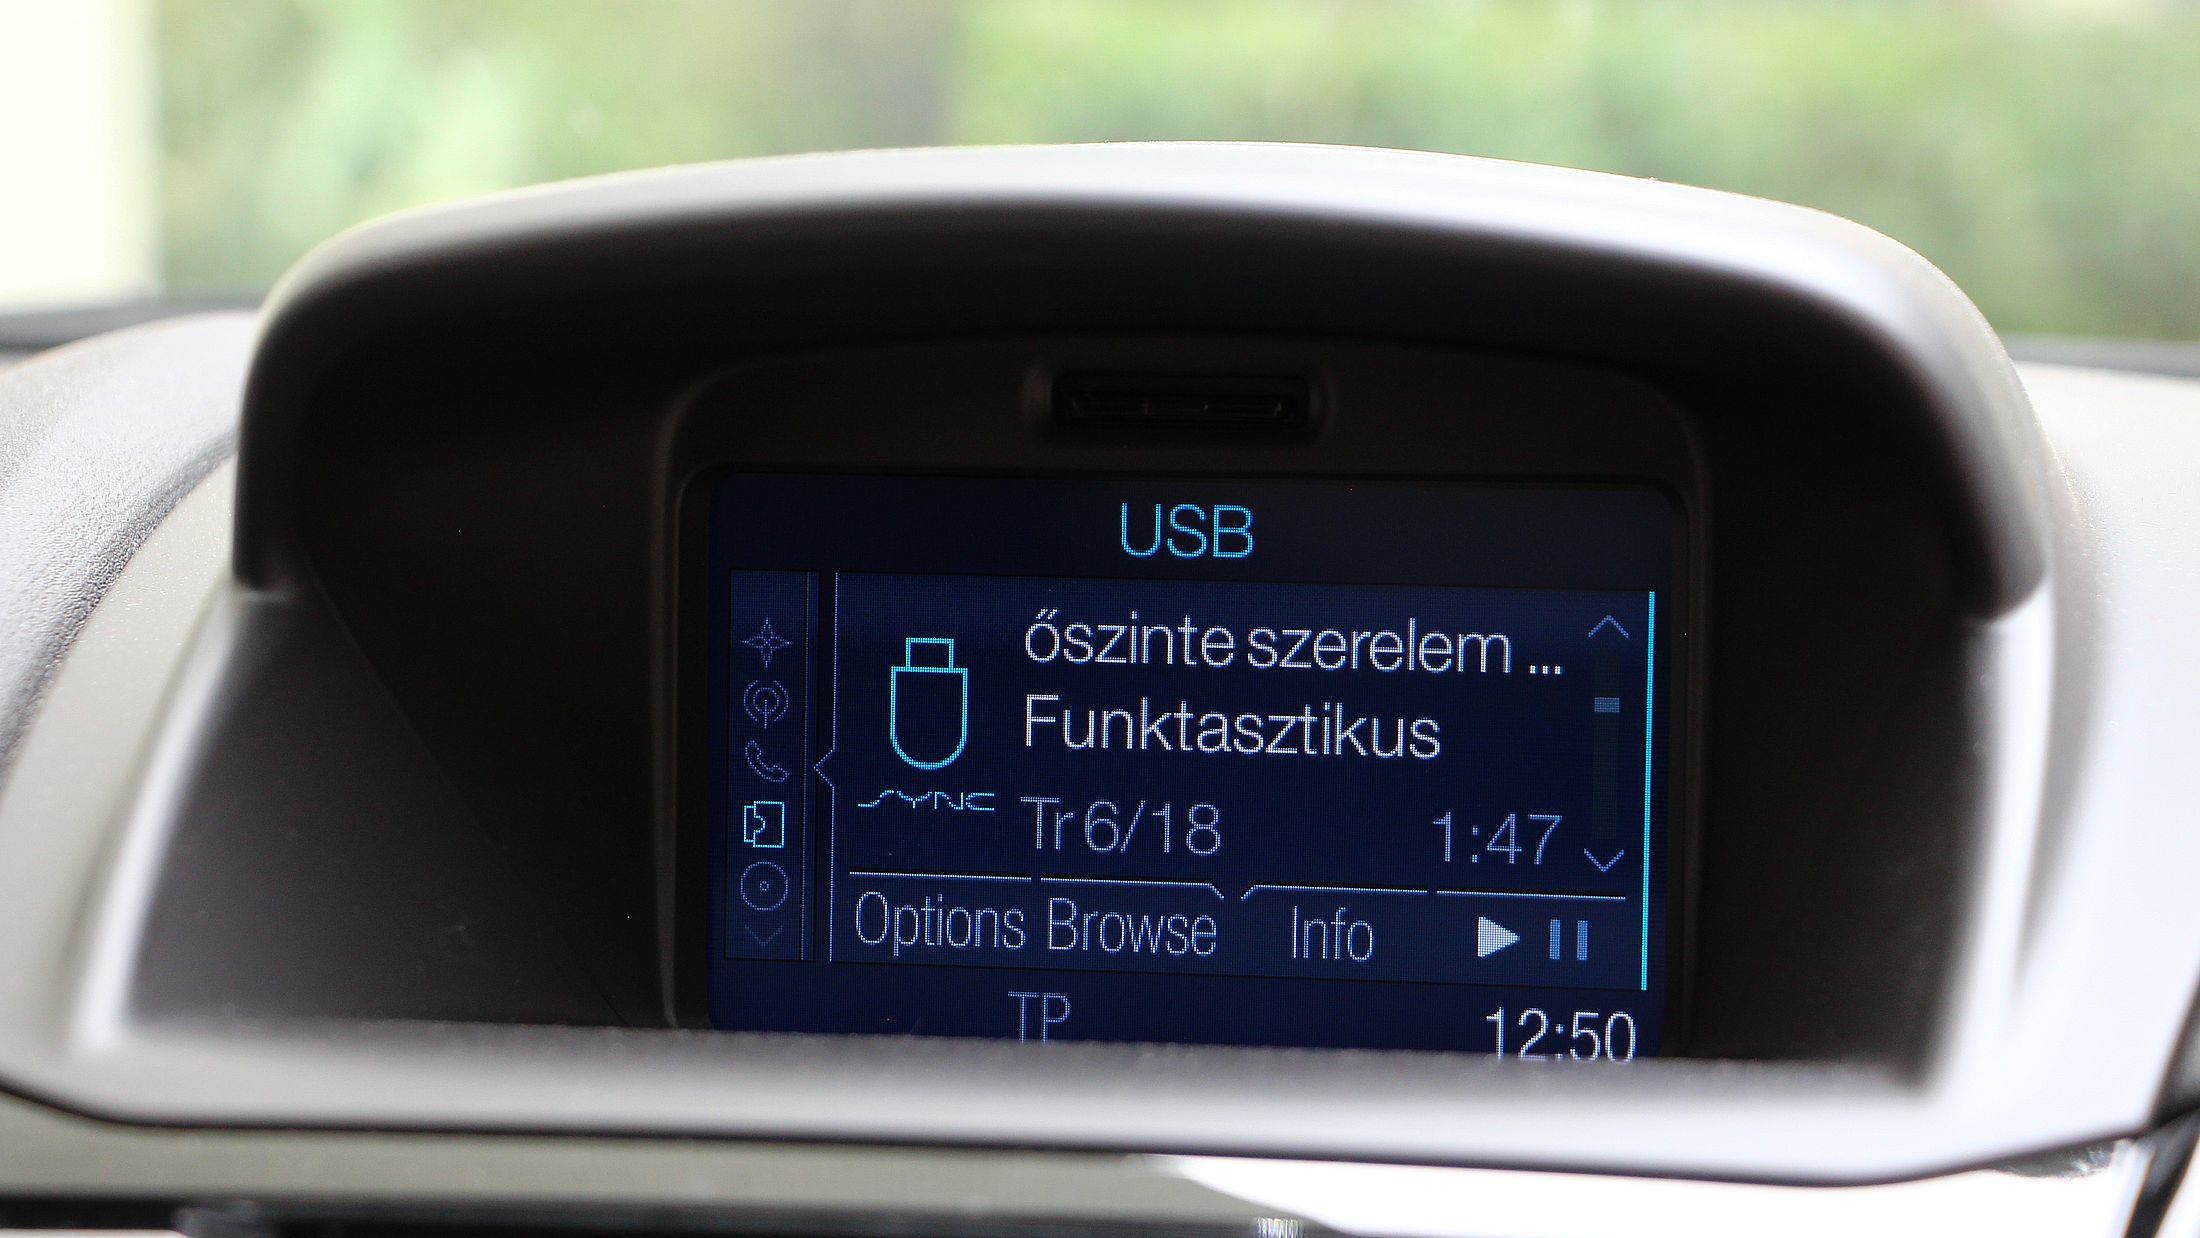 USB
őszinte szerelem ...
Funktasztikus
SYNC
Tr 6/18 1:47
Options Browse Info
TP 12:50